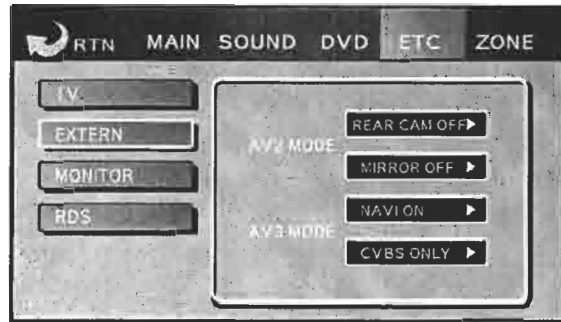 RTN MAIN SOUND DVD ETC ZONE
TV
EXTERN
MONITOR
RDS
AV2 MODE
REAR CAM OFF
MIRROR OFF
AV3 MODE
NAVI ON
CVBS ONLY